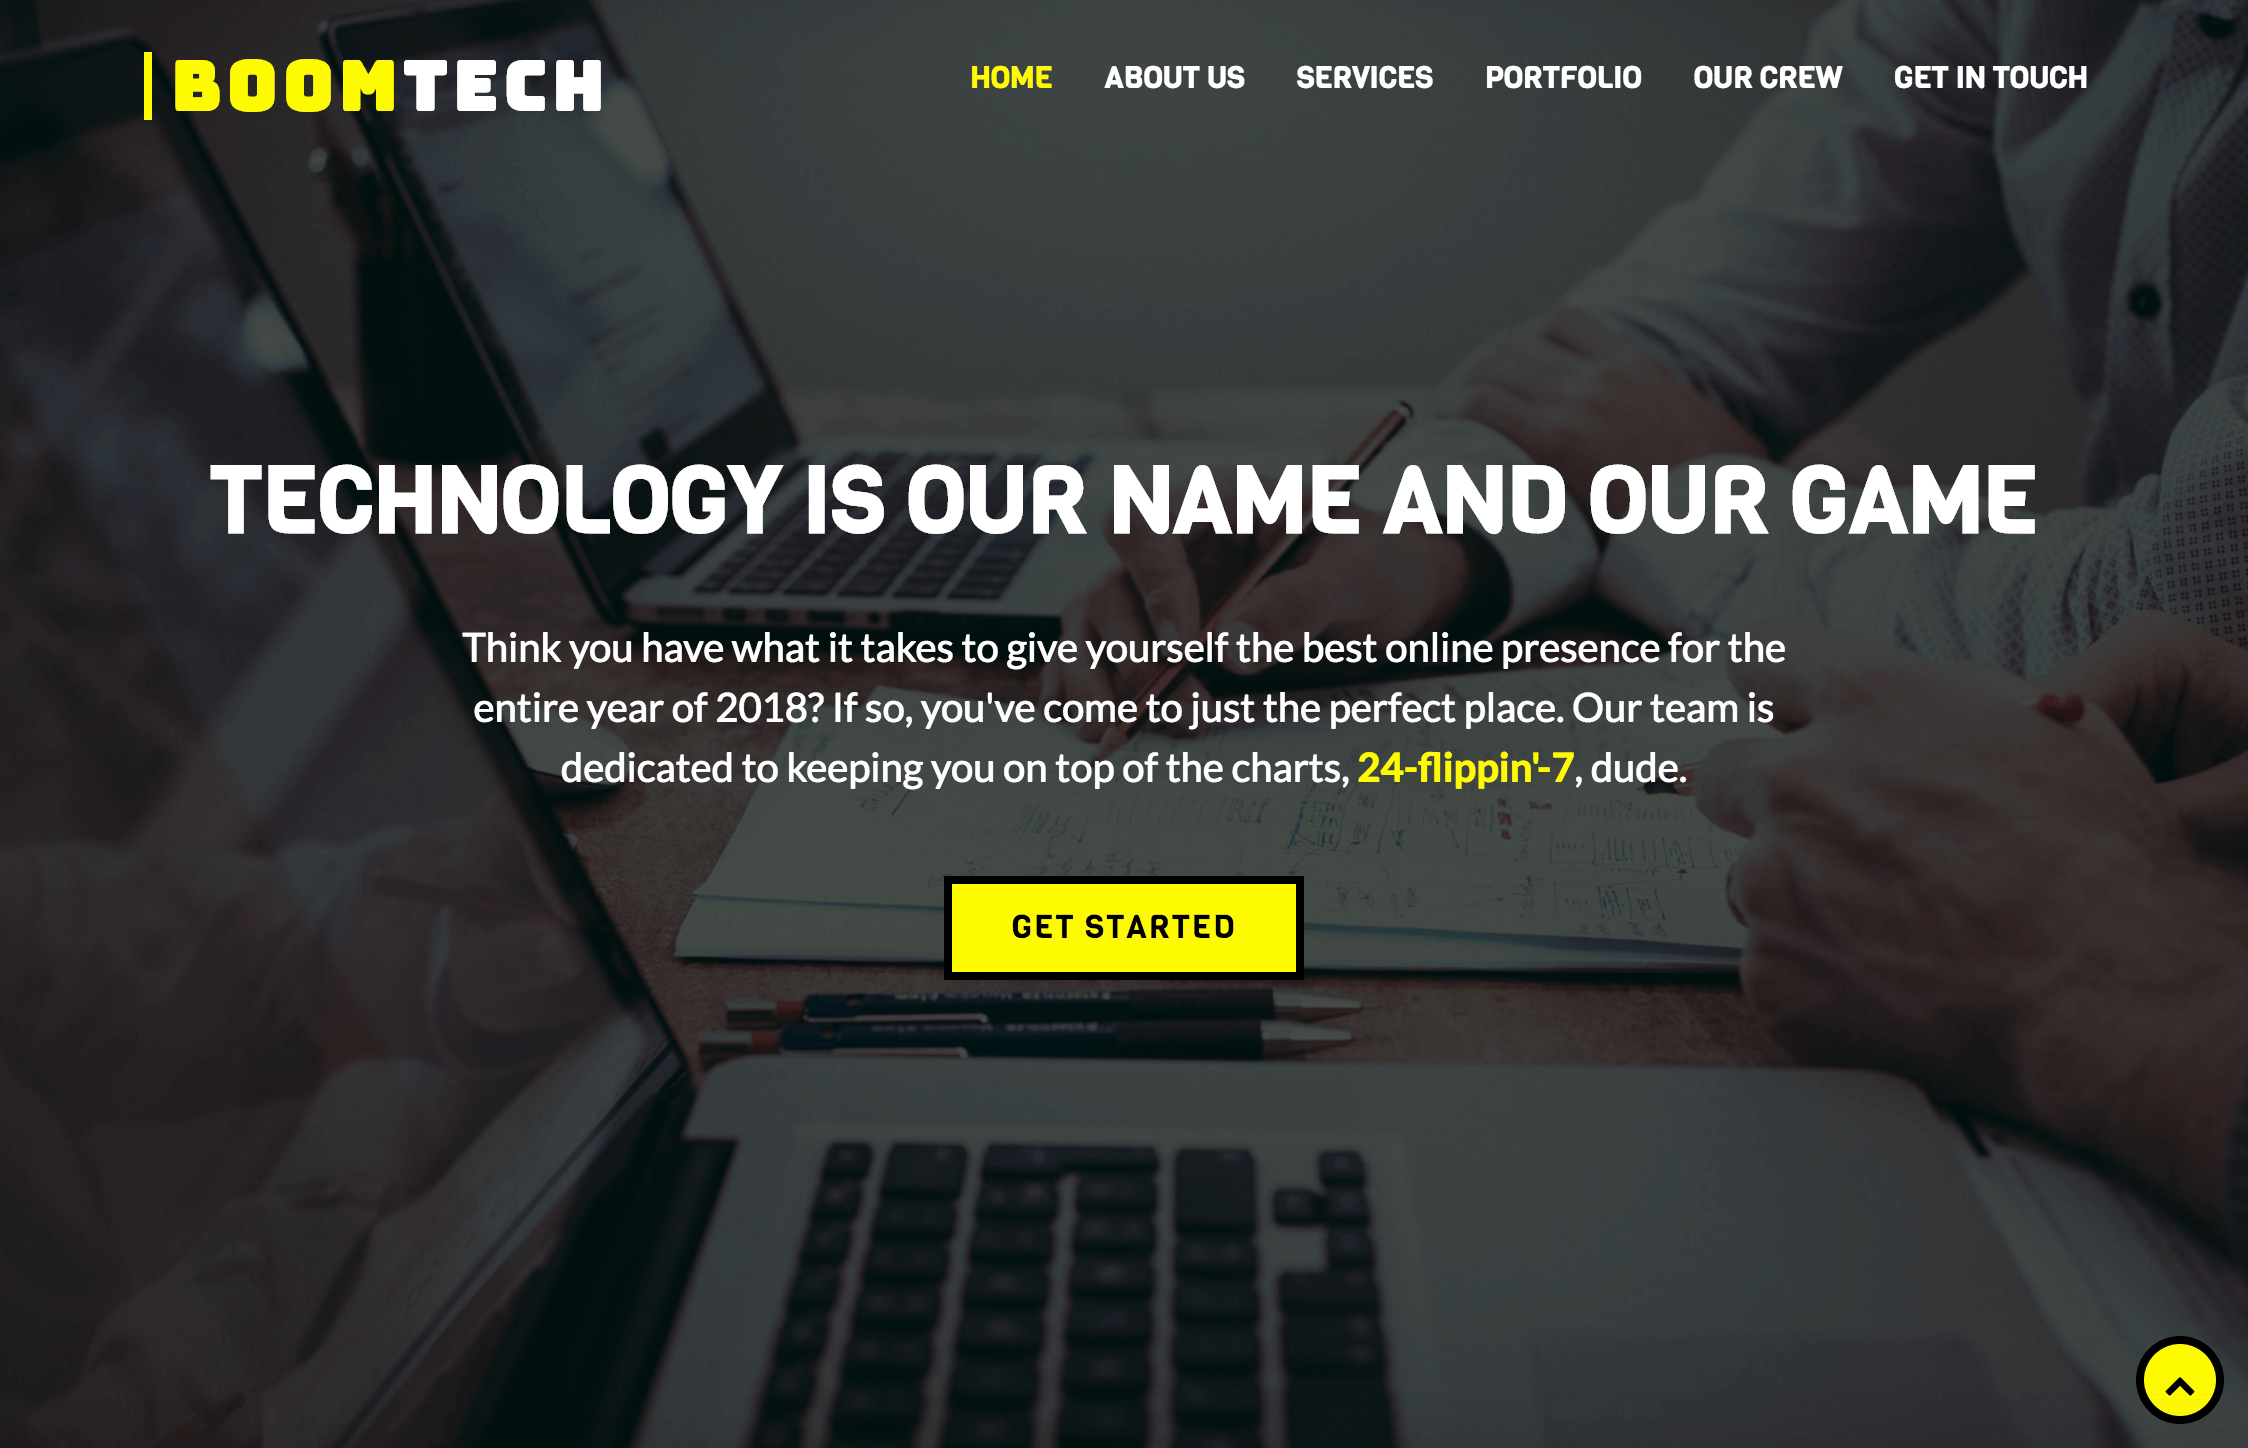 BOOMTECH
HOME ABOUT US SERVICES PORTFOLIO OUR CREW GET IN TOUCH
TECHNOLOGY IS OUR NAME AND OUR GAME
Think you have what it takes to give yourself the best online presence for the
entire year of 2018? If so, you've come to just the perfect place. Our team is
dedicated to keeping you on top of the charts, 24-flippin'-7, dude.
GET STARTED